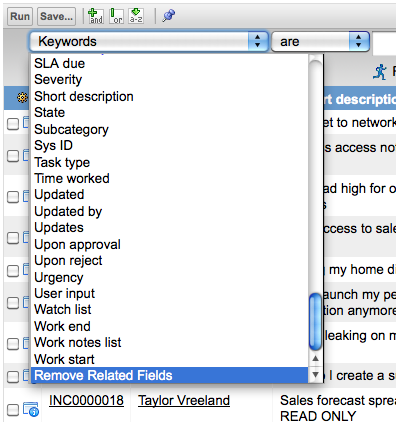 Run Save... and or a-z
Keywords are
SLA due
Severity
Short description
State
Subcategory
Sys ID
Task type
Time worked
Updated
Updated by
Updates
Upon approval
Upon reject
Urgency
User input
Watch list
Work end
Work notes list
Work start
Remove Related Fields
rt description
et to network
s access no
ad high for o
s
ccess to sale
my home di
aunch my pe
tion anymore
leaking on m
I create a su
INC0000018 Taylor Vreeland Sales forecast sprea
READ ONLY